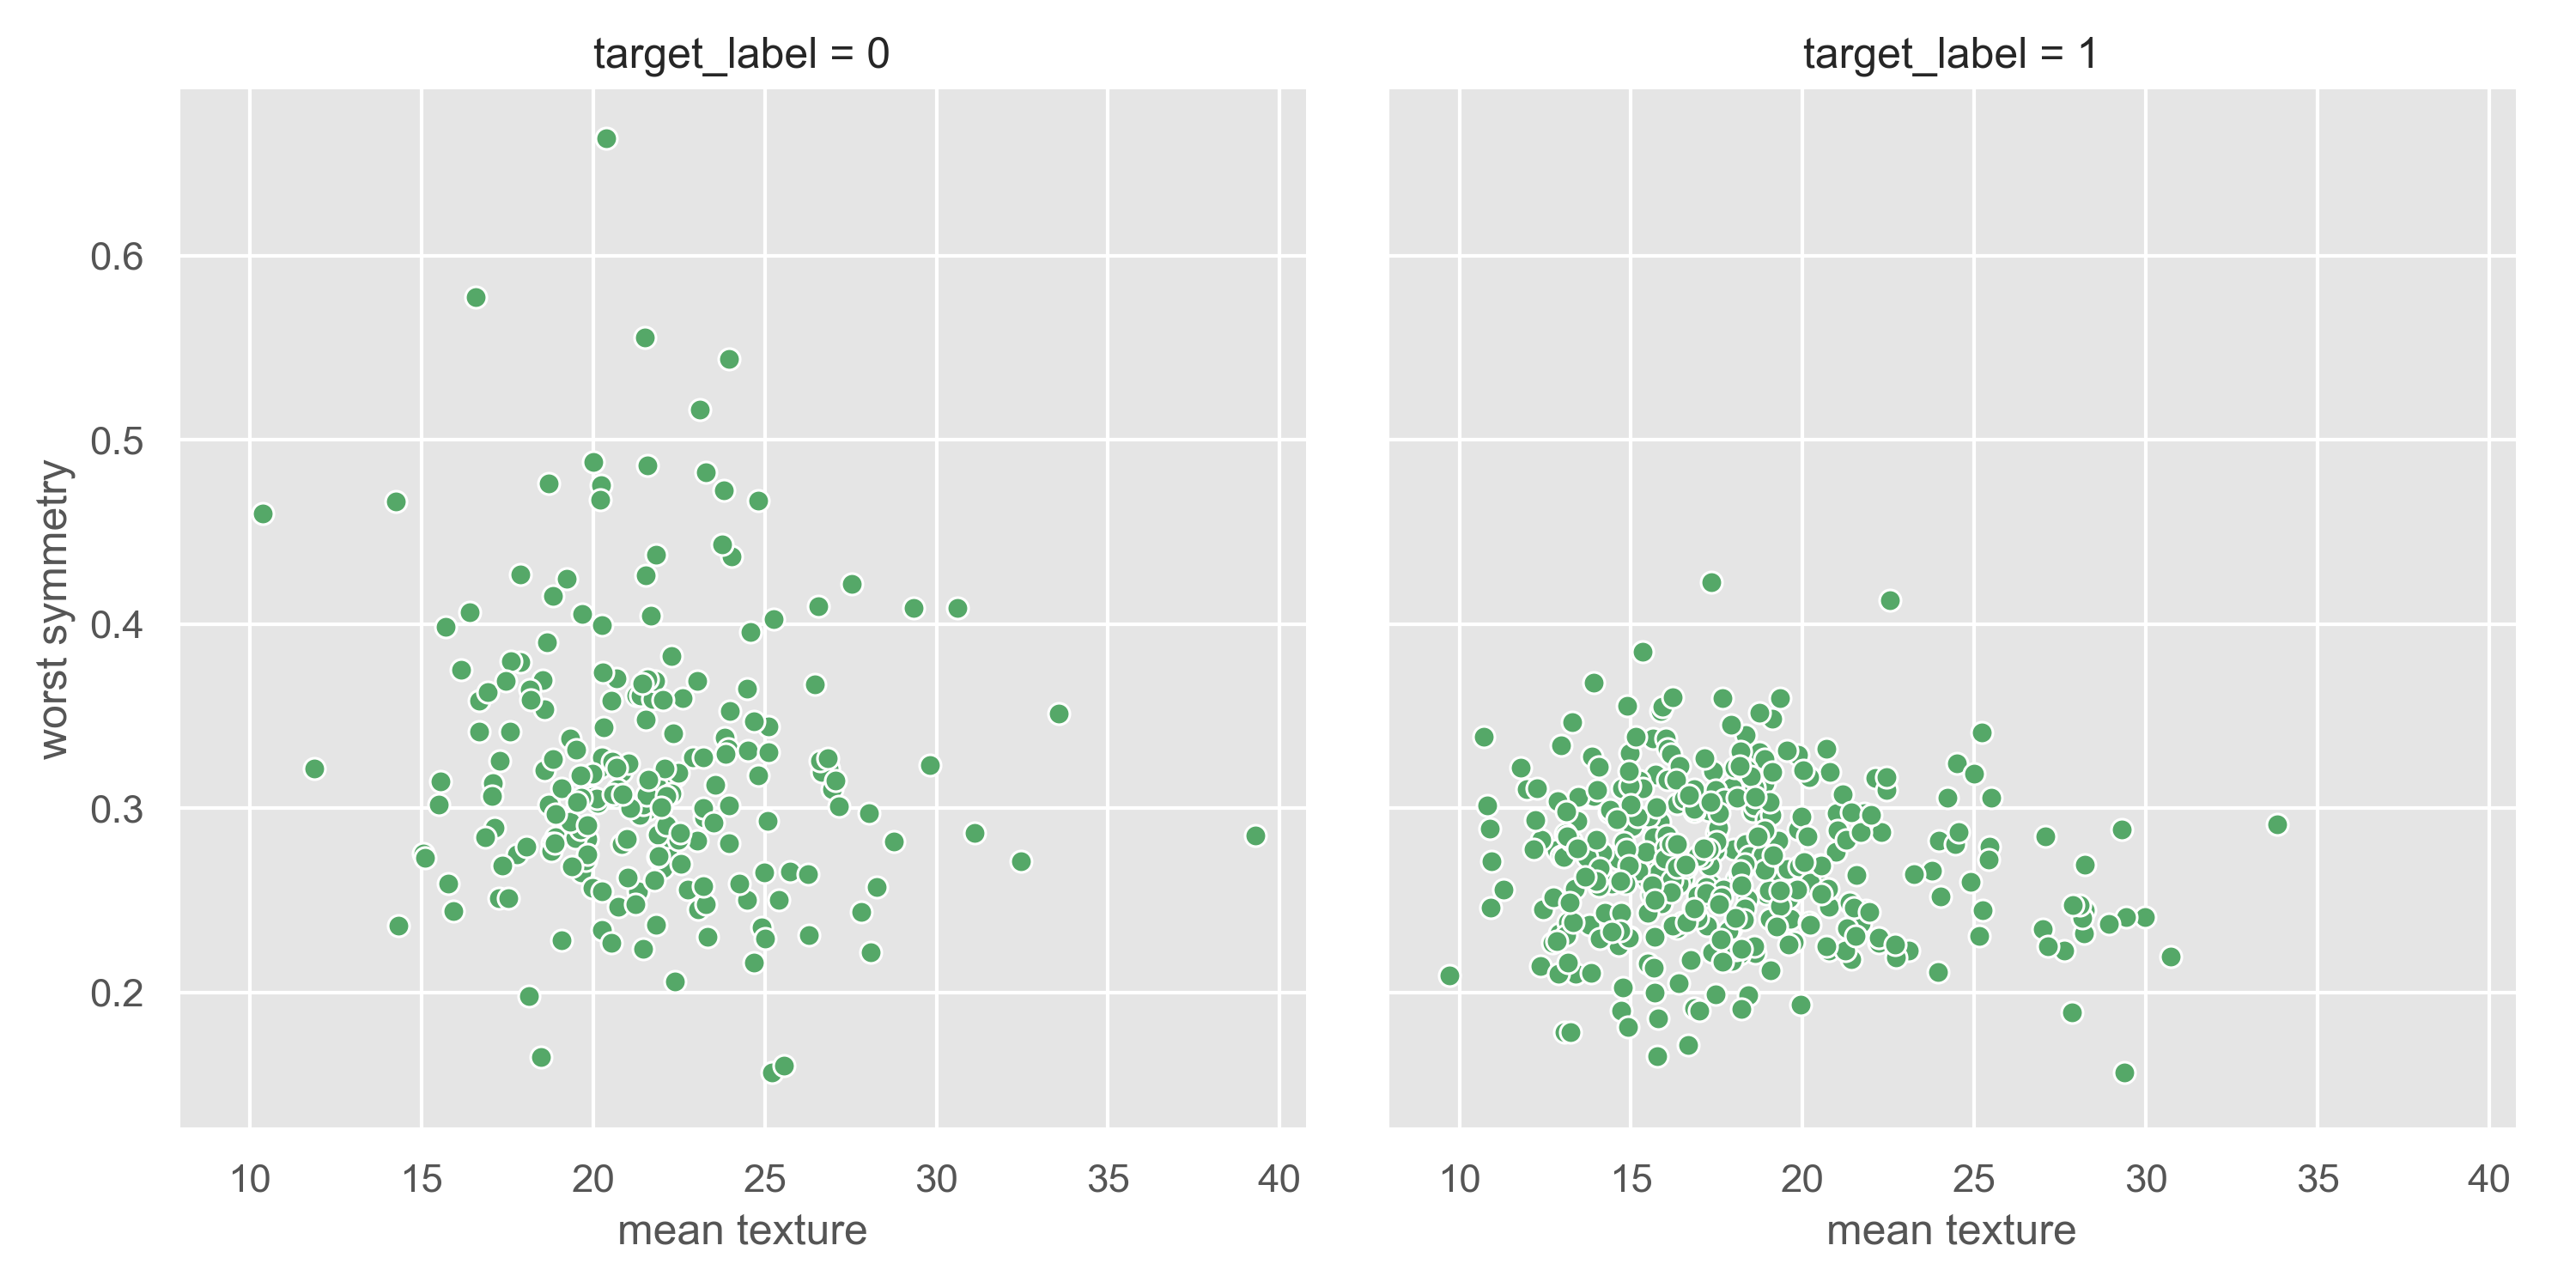 target_label = 0
target_label = 1
worst symmetry
0.6
0.5
0.4
0.3
0.2
10 15 20 25 30 35 40
10 15 20 25 30 35 40
mean texture
mean texture